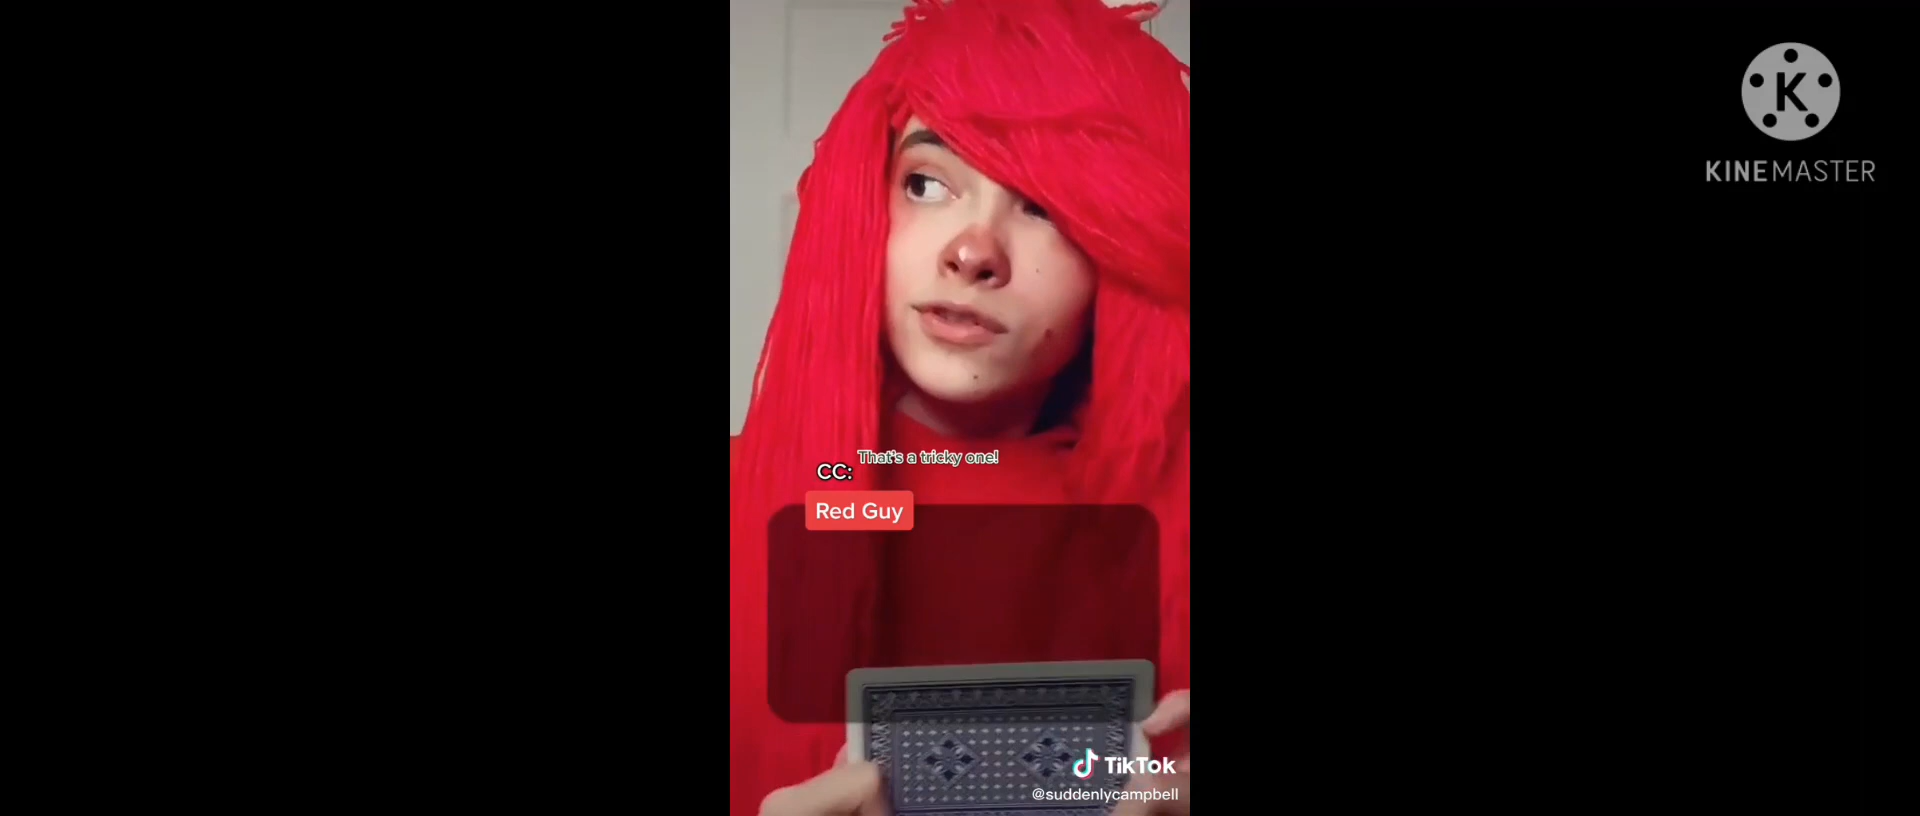 K
KINEMASTER
That's a tricky one!
CC:
Red Guy
TikTok
@suddenlycampbell